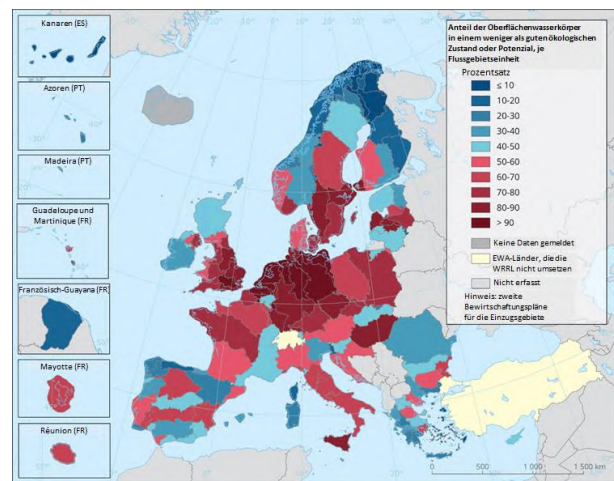 Kanaren (ES)
Azoren (PT)
Madeira (PT)
Guadeloupe und
Martinique (FR)
Französisch-Guayana (FR)
Mayotte (FR)
Réunion (FR)
Anteil der Oberflächenwasserkörper
in einem weniger als guten ökologischen
Zustand oder Potenzial, je
Flussgebietseinheit
Prozentsatz
≤ 10
10-20
20-30
30-40
40-50
50-60
60-70
70-80
80-90
> 90
Keine Daten gemeldet
EWA-Länder, die die
WRRL nicht umsetzen
Nicht erfasst
Hinweis: zweite
Bewirtschaftungspläne
für die Einzugsgebiete
0 500 1 000 1 500 km